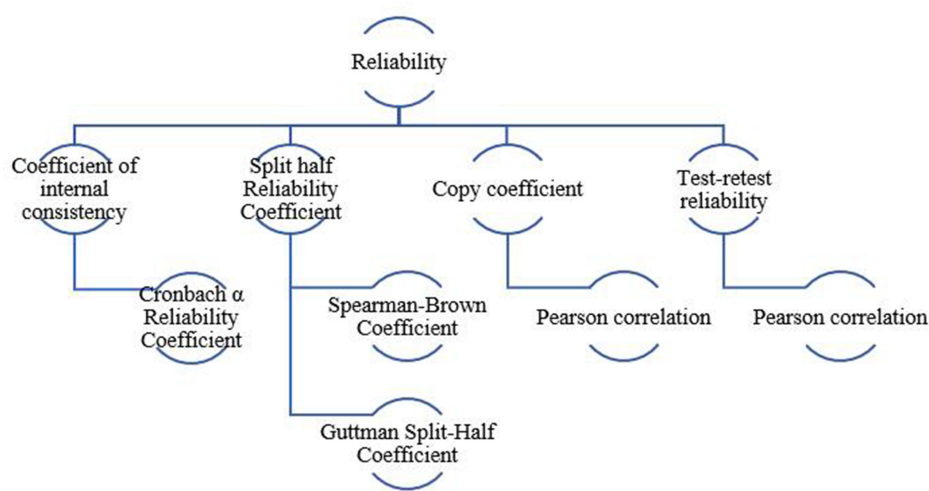 Reliability
Coefficient of
internal
consistency
Split half
Reliability
Coefficient
Copy coefficient
Test-retest
reliability
Cronbach α
Reliability
Coefficient
Spearman-Brown
Coefficient
Pearson correlation
Pearson correlation
Guttman Split-Half
Coefficient